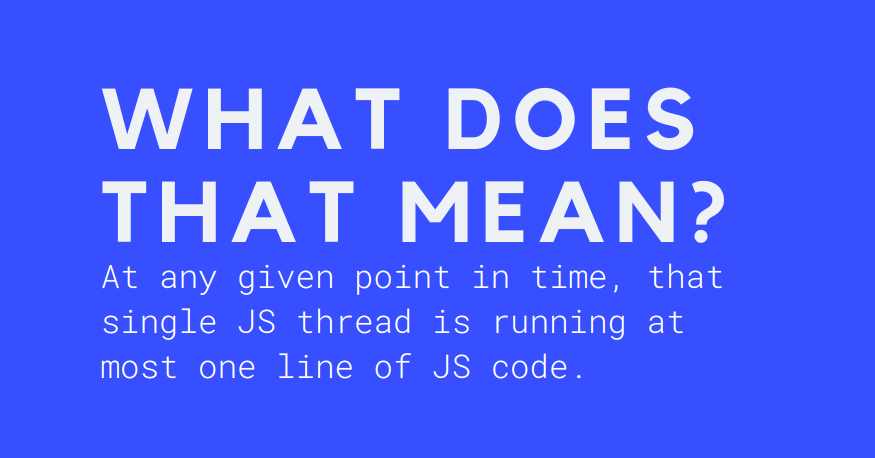 WHAT DOES
THAT MEAN?
At any given point in time, that
single JS thread is running at
most one line of JS code.